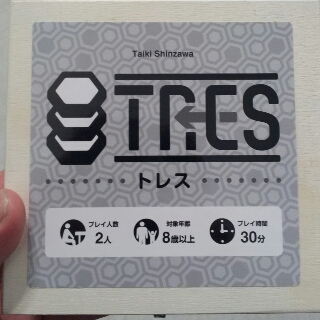 Taiki Shinzawa
TRES
トレス
プレイ人数
2人
対象年齢
8歳以上
プレイ時間
30分